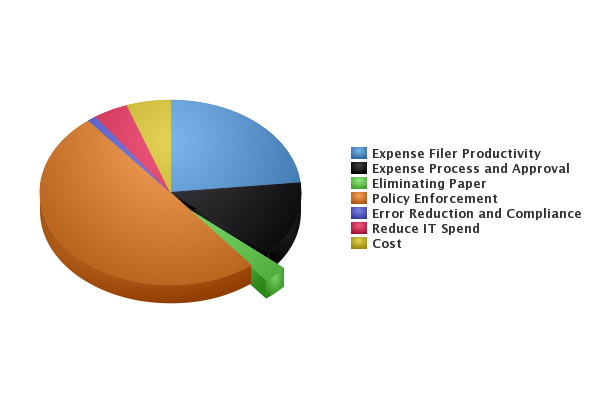 Expense Filer Productivity
Expense Process and Approval
Eliminating Paper
Policy Enforcement
Error Reduction and Compliance
Reduce IT Spend
Cost